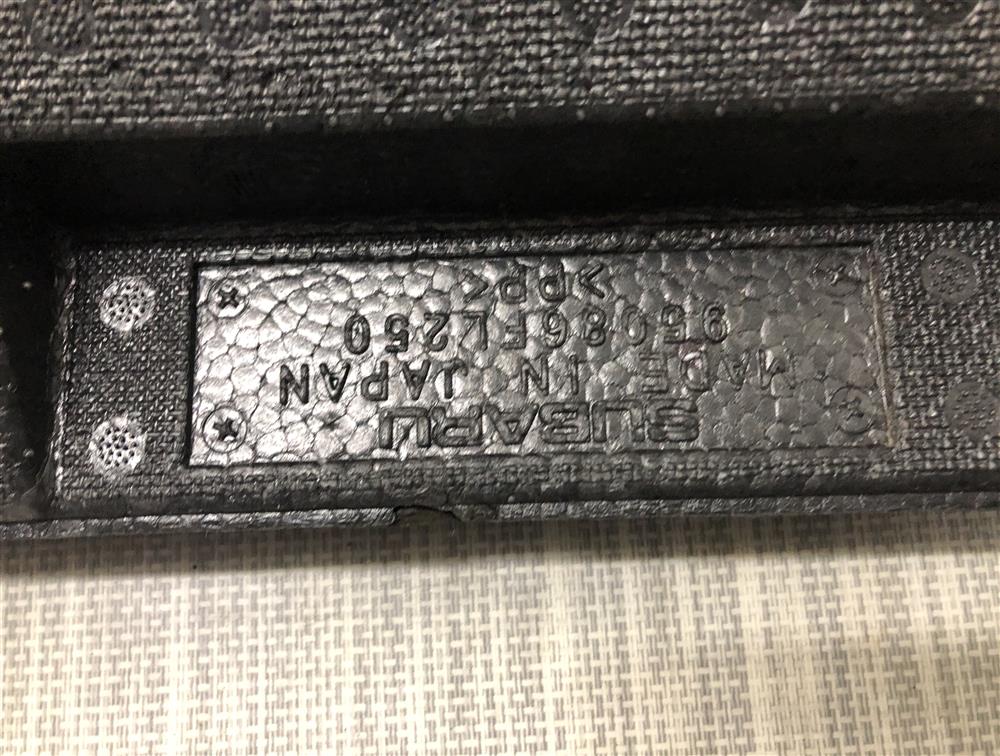 SUBARU
MADE IN JAPAN
95086FL250
>PP<